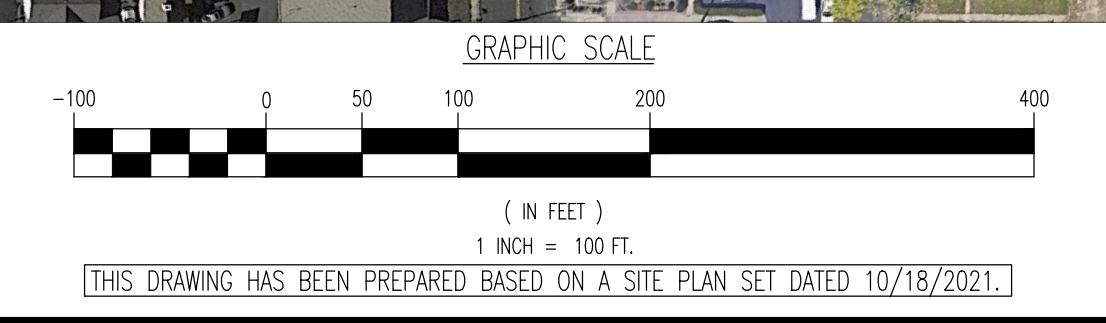 GRAPHIC SCALE
-100 0 50 100 200 400
( IN FEET )
1 INCH = 100 FT.
THIS DRAWING HAS BEEN PREPARED BASED ON A SITE PLAN SET DATED 10/18/2021.